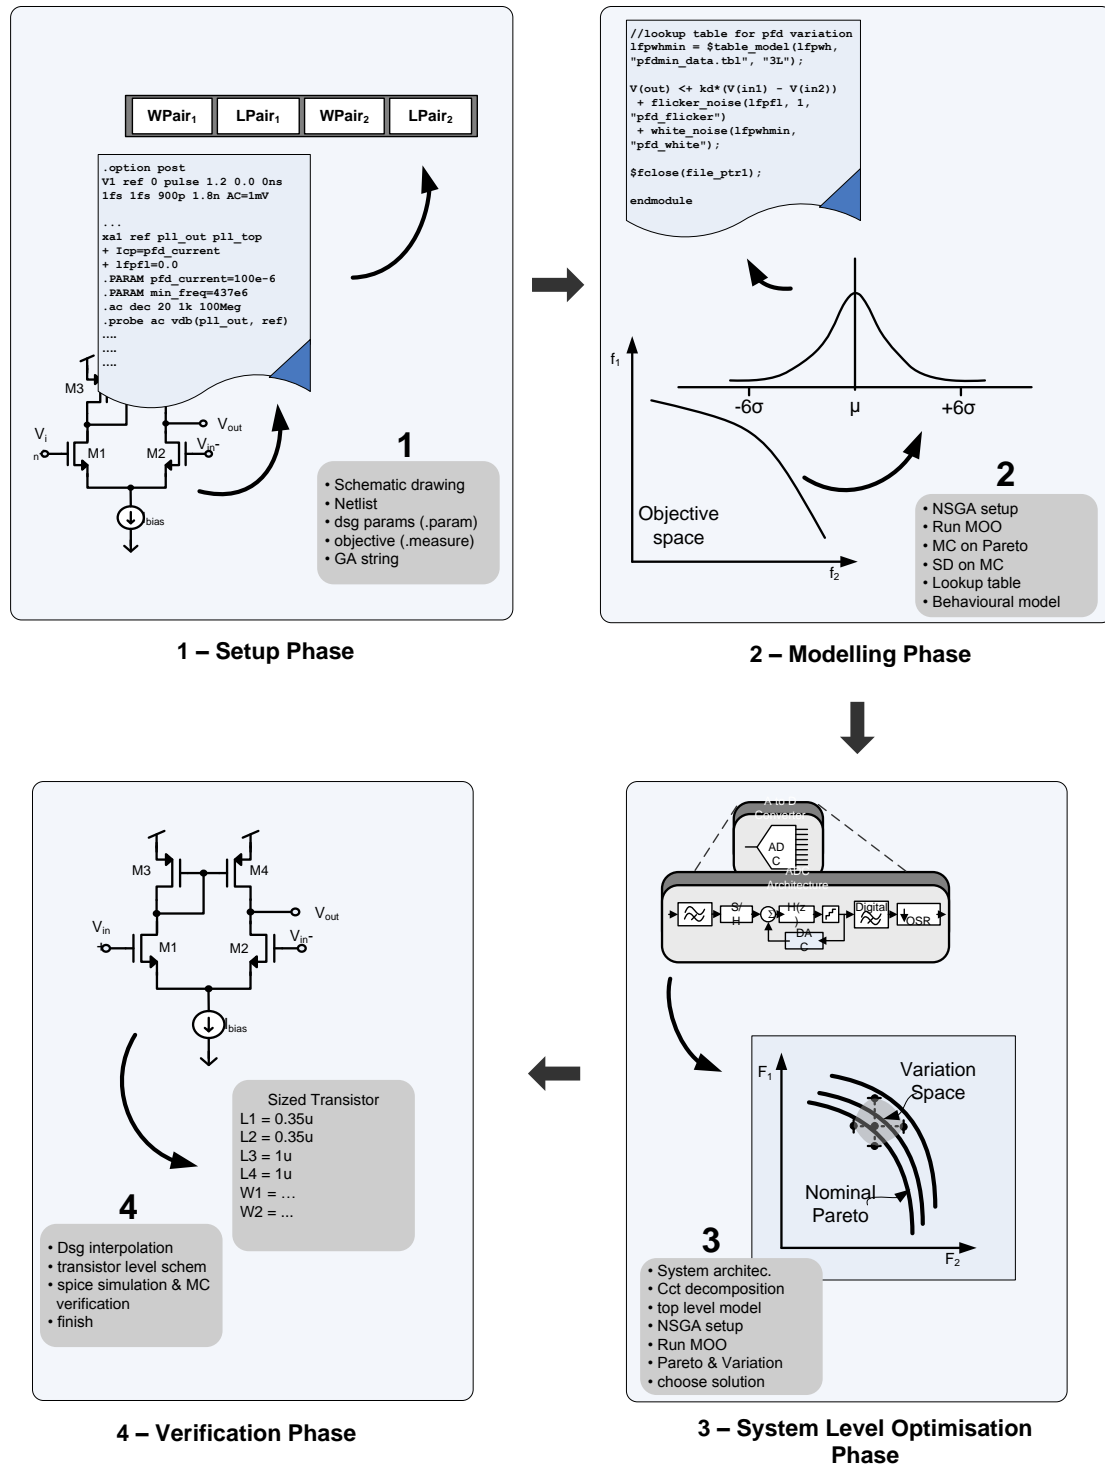 WPair1 LPair1 WPair2 LPair2
.option post
V1 ref 0 pulse 1.2 0.0 0ns
1fs 1fs 900p 1.8n AC=1mV
...
xa1 ref pll_out pll_top
+ Icp=pfd_current
+ lfpfl=0.0
.PARAM pfd_current=100e-6
.PARAM min_freq=437e6
.ac dec 20 1k 100Meg
.probe ac vdb(pll_out, ref)
....
....
....
M3
Vout
Vi
n
M1
M2
Vin-
Ibias
1
• Schematic drawing
• Netlist
• dsg params (.param)
• objective (.measure)
• GA string
1 – Setup Phase
//lookup table for pfd variation
lfpwhmin = $table_model(lfpwh,
"pfdmin_data.tbl", "3L");
V(out) <+ kd*(V(in1) - V(in2))
+ flicker_noise(lfpfl, 1,
"pfd_flicker")
+ white_noise(lfpwhmin,
"pfd_white");
$fclose(file_ptr1);
endmodule
f1
-6σ
μ
+6σ
Objective
space
f2
2
• NSGA setup
• Run MOO
• MC on Pareto
• SD on MC
• Lookup table
• Behavioural model
2 – Modelling Phase
M3
M4
Vout
Vin
+
M1
M2
Vin-
Ibias
Sized Transistor
L1 = 0.35u
L2 = 0.35u
L3 = 1u
L4 = 1u
W1 = …
W2 = ...
4
• Dsg interpolation
• transistor level schem
• spice simulation & MC
verification
• finish
4 – Verification Phase
A to D
Converter
AD
C
ADC
Architecture
S/
H
Σ
H(z
)
Digital
OSR
DA
C
F1
Variation
Space
Nominal
Pareto
F2
3
• System architec.
• Cct decomposition
• top level model
• NSGA setup
• Run MOO
• Pareto & Variation
• choose solution
3 – System Level Optimisation
Phase